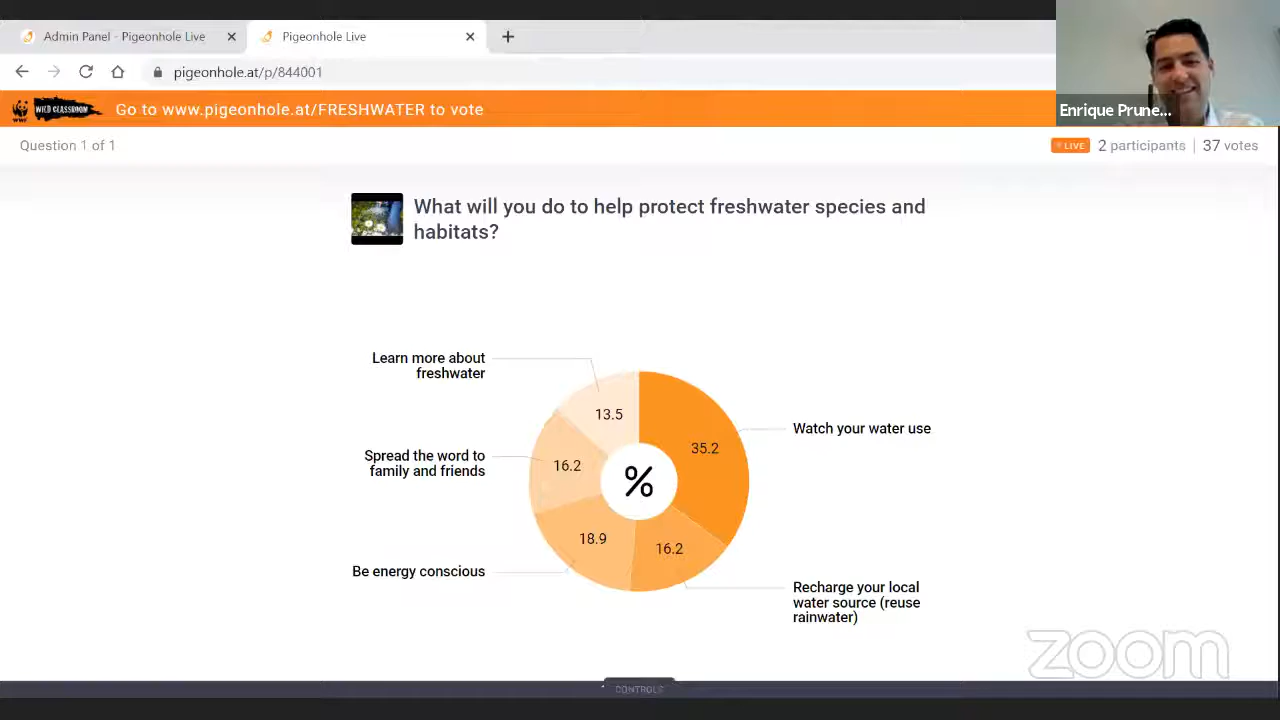 Admin Panel - Pigeonhole Live
Pigeonhole Live
pigeonhole.at/p/844001
Enrique Prune...
WWF
WILD CLASSROOM
Go to www.pigeonhole.at/FRESHWATER to vote
Question 1 of 1
LIVE
2 participants | 37 votes
What will you do to help protect freshwater species and
habitats?
Learn more about
freshwater
13.5
Watch your water use
35.2
Spread the word to
family and friends
16.2
%
18.9
16.2
Be energy conscious
Recharge your local
water source (reuse
rainwater)
zoom
CONTROLS